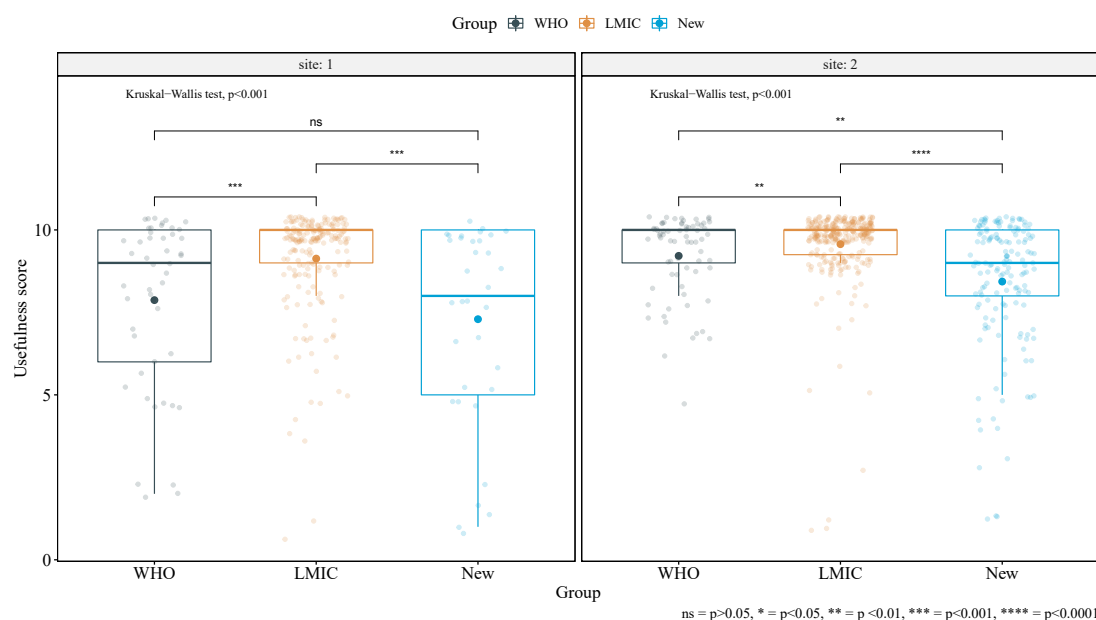 Group WHO LMIC New
site: 1
site: 2
Kruskal−Wallis test, p<0.001
Kruskal−Wallis test, p<0.001
ns
**
***
****
***
**
10
5
0
Usefulness score
WHO LMIC New
WHO LMIC New
Group
ns = p>0.05, * = p<0.05, ** = p <0.01, *** = p<0.001, **** = p<0.0001